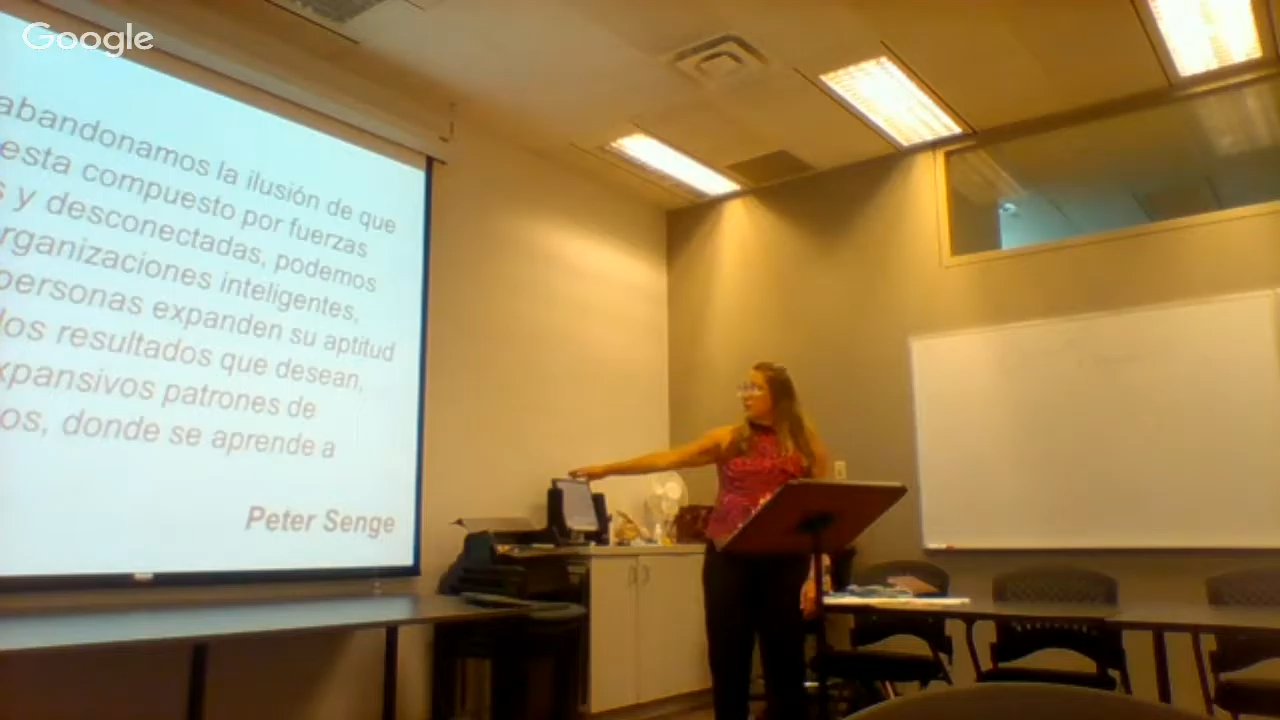 Google
abandonamos la ilusión de que
esta compuesto por fuerzas
s y desconectadas, podemos
rganizaciones inteligentes,
personas expanden su aptitud
los resultados que desean,
xpansivos patrones de
os, donde se aprende a
Peter Senge